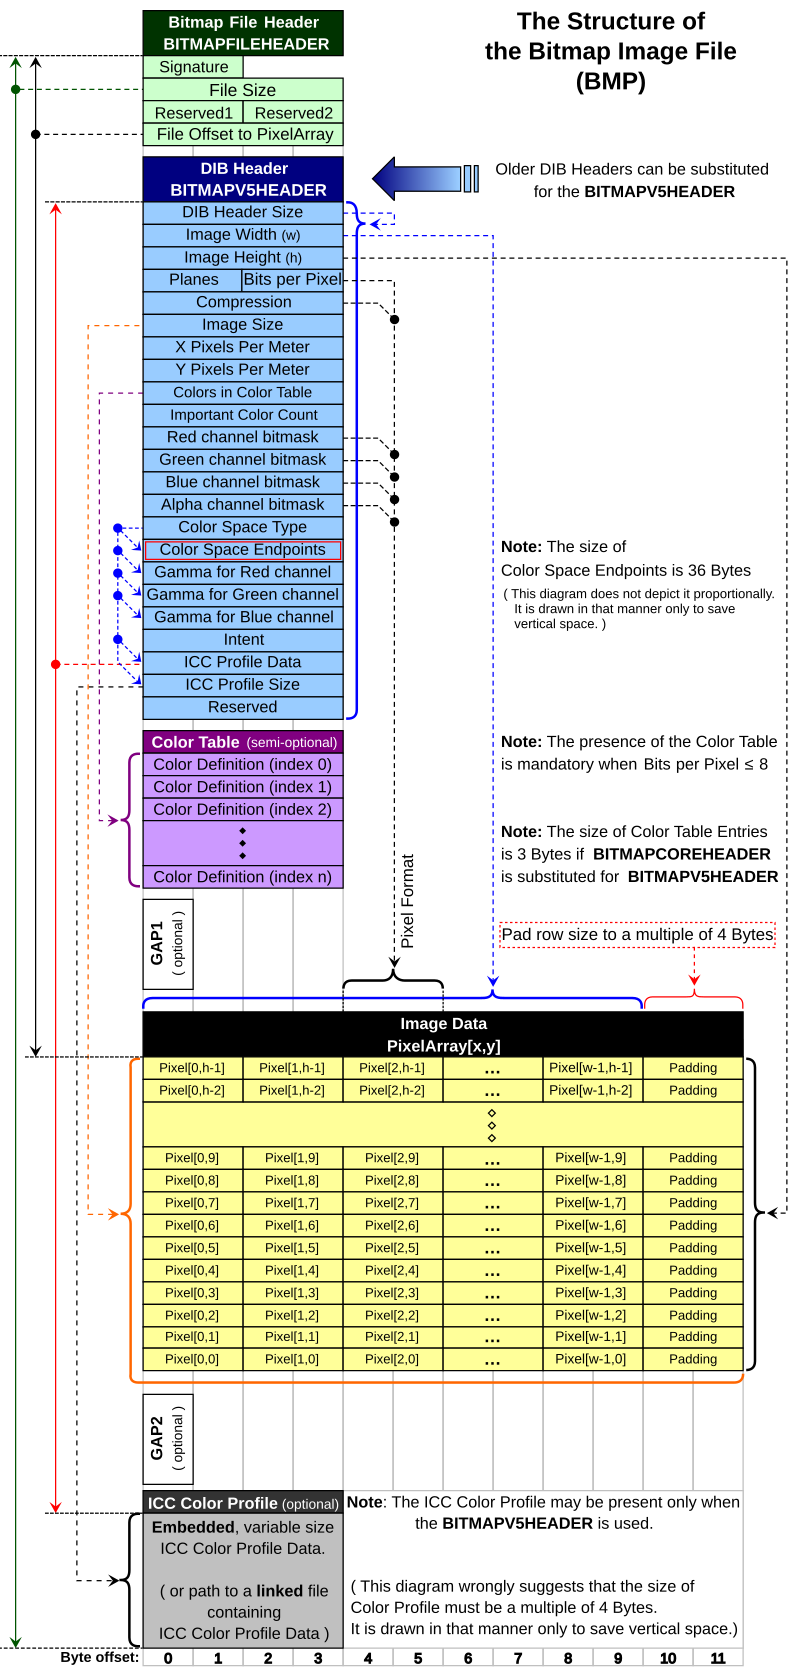 The Structure of
the Bitmap Image File
(BMP)
Bitmap File Header
BITMAPFILEHEADER
Signature
File Size
Reserved1 Reserved2
File Offset to PixelArray
DIB Header
BITMAPV5HEADER
Older DIB Headers can be substituted
for the BITMAPV5HEADER
DIB Header Size
Image Width (w)
Image Height (h)
Planes Bits per Pixel
Compression
Image Size
X Pixels Per Meter
Y Pixels Per Meter
Colors in Color Table
Important Color Count
Red channel bitmask
Green channel bitmask
Blue channel bitmask
Alpha channel bitmask
Color Space Type
Color Space Endpoints
Gamma for Red channel
Gamma for Green channel
Gamma for Blue channel
Intent
ICC Profile Data
ICC Profile Size
Reserved
Note: The size of
Color Space Endpoints is 36 Bytes
( This diagram does not depict it proportionally.
It is drawn in that manner only to save
vertical space. )
Color Table (semi-optional)
Color Definition (index 0)
Color Definition (index 1)
Color Definition (index 2)
Color Definition (index n)
Note: The presence of the Color Table
is mandatory when Bits per Pixel ≤ 8
Note: The size of Color Table Entries
is 3 Bytes if BITMAPCOREHEADER
is substituted for BITMAPV5HEADER
GAP1
( optional )
Pixel Format
Pad row size to a multiple of 4 Bytes
Image Data
PixelArray[x,y]
Pixel[0,h-1] Pixel[1,h-1] Pixel[2,h-1] ... Pixel[w-1,h-1] Padding
Pixel[0,h-2] Pixel[1,h-2] Pixel[2,h-2] ... Pixel[w-1,h-2] Padding
Pixel[0,9] Pixel[1,9] Pixel[2,9] ... Pixel[w-1,9] Padding
Pixel[0,8] Pixel[1,8] Pixel[2,8] ... Pixel[w-1,8] Padding
Pixel[0,7] Pixel[1,7] Pixel[2,7] ... Pixel[w-1,7] Padding
Pixel[0,6] Pixel[1,6] Pixel[2,6] ... Pixel[w-1,6] Padding
Pixel[0,5] Pixel[1,5] Pixel[2,5] ... Pixel[w-1,5] Padding
Pixel[0,4] Pixel[1,4] Pixel[2,4] ... Pixel[w-1,4] Padding
Pixel[0,3] Pixel[1,3] Pixel[2,3] ... Pixel[w-1,3] Padding
Pixel[0,2] Pixel[1,2] Pixel[2,2] ... Pixel[w-1,2] Padding
Pixel[0,1] Pixel[1,1] Pixel[2,1] ... Pixel[w-1,1] Padding
Pixel[0,0] Pixel[1,0] Pixel[2,0] ... Pixel[w-1,0] Padding
GAP2
( optional )
ICC Color Profile (optional)
Embedded, variable size
ICC Color Profile Data.
( or path to a linked file
containing
ICC Color Profile Data )
Note: The ICC Color Profile may be present only when
the BITMAPV5HEADER is used.
( This diagram wrongly suggests that the size of
Color Profile must be a multiple of 4 Bytes.
It is drawn in that manner only to save vertical space.)
Byte offset: 0 1 2 3 4 5 6 7 8 9 10 11